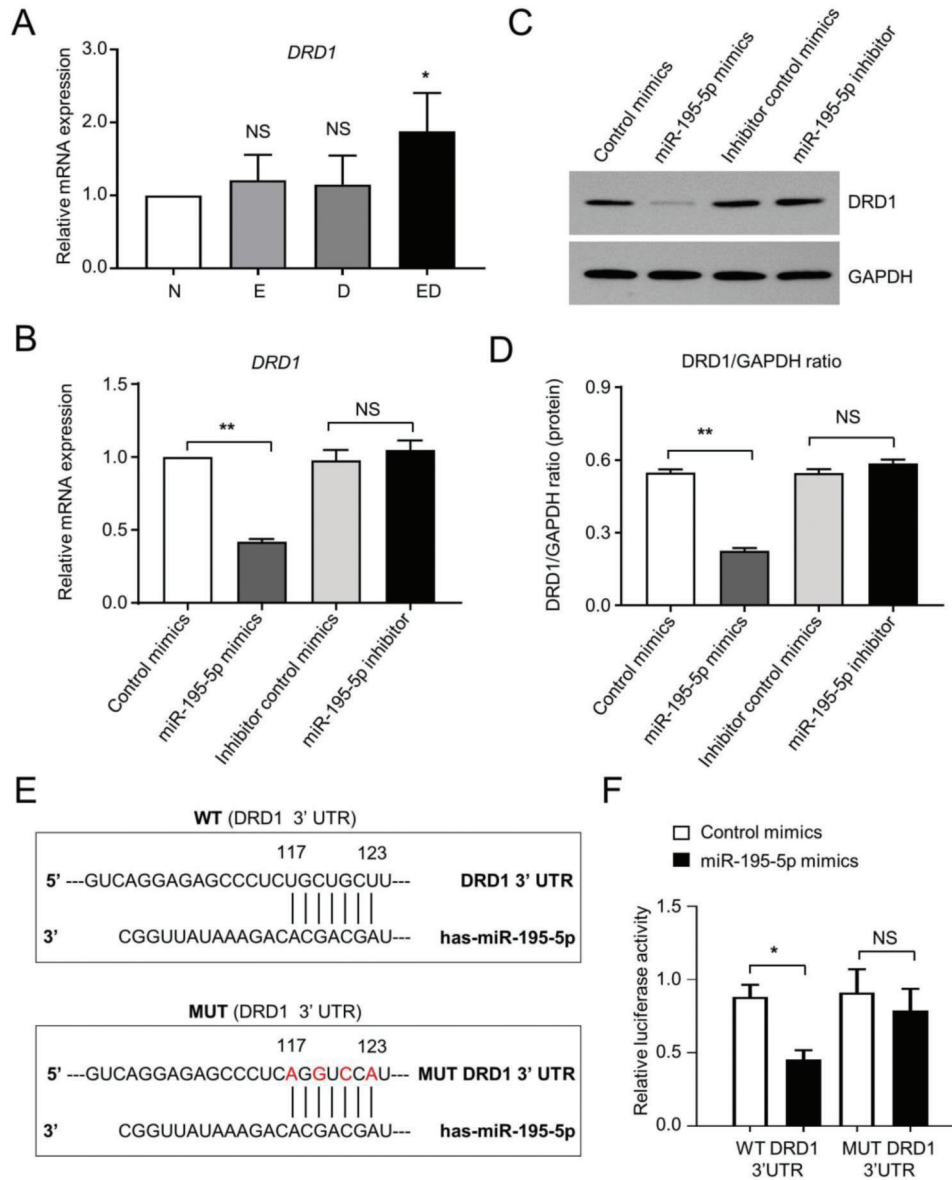 A
DRD1
Relative mRNA expression
3.0
2.0
1.0
0.0
NS
NS
*
N E D ED
B
DRD1
Relative mRNA expression
1.5
1.0
0.5
0.0
**
NS
Control mimics
miR-195-5p mimics
Inhibitor control mimics
miR-195-5p inhibitor
C
Control mimics
miR-195-5p mimics
Inhibitor control mimics
miR-195-5p inhibitor
DRD1
GAPDH
D
DRD1/GAPDH ratio
DRD1/GAPDH ratio (protein)
0.9
0.6
0.3
0.0
**
NS
Control mimics
miR-195-5p mimics
Inhibitor control mimics
miR-195-5p inhibitor
E
WT (DRD1 3’ UTR)
117 123
5’ ---GUCAGGAGAGCCCUCUGCUGCUU--- DRD1 3’ UTR
3’ CGGUUAUAAAGACACGACGAU--- has-miR-195-5p
MUT (DRD1 3’ UTR)
117 123
5’ ---GUCAGGAGAGCCCUCAGGUCCAU--- MUT DRD1 3’ UTR
3’ CGGUUAUAAAGACACGACGAU--- has-miR-195-5p
F
Control mimics
miR-195-5p mimics
Relative luciferase activity
1.5
1.0
0.5
0.0
*
NS
WT DRD1
3’UTR
MUT DRD1
3’UTR